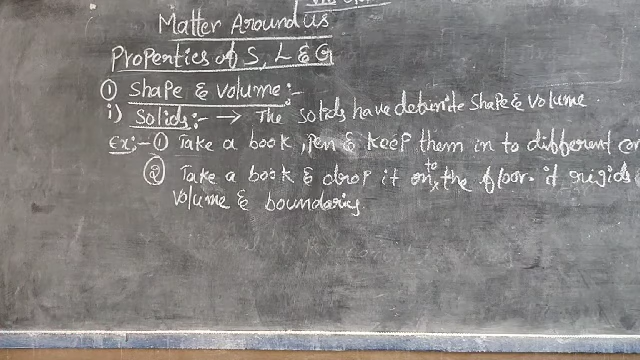 Matter Around us
Properties of S, L & G
① Shape & volume :-
i) Solids :- → The solids have definite shape & volume.
Ex:- ① Take a book, pen & keep them in to different
② Take a book & drop it on to the floor. it rigids
volume & boundaries